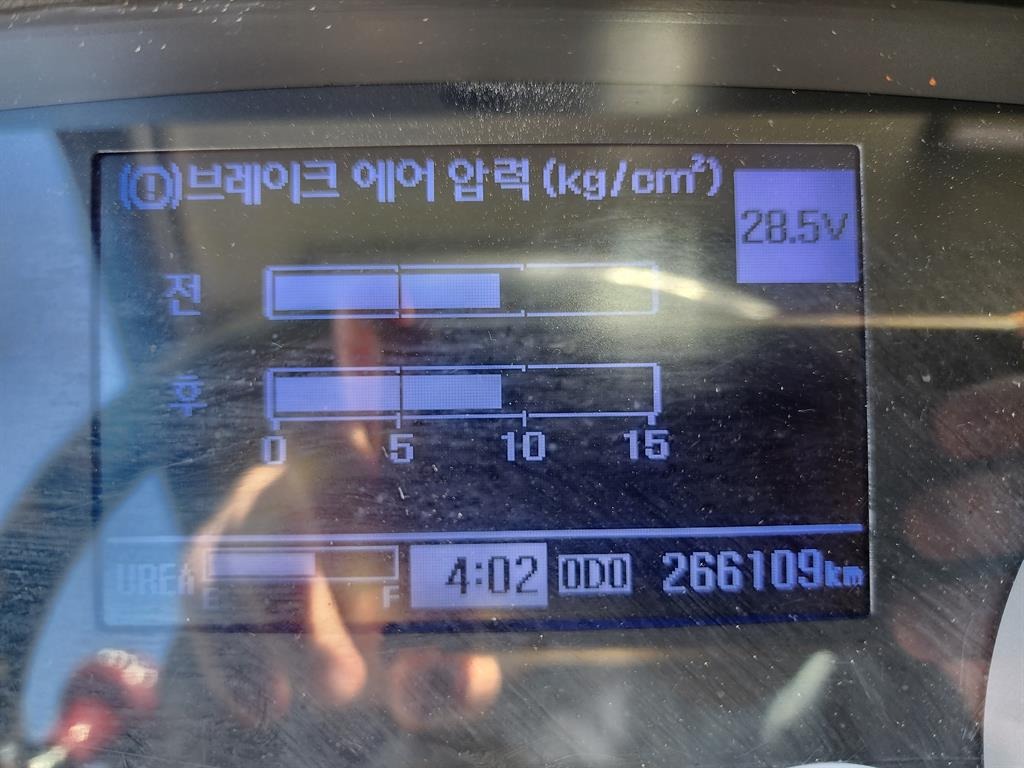 (!)브레이크 에어 압력 (kg/cm²)
28.5V
전
후
0 5 10 15
UREA E F 4:02 ODO 266109km